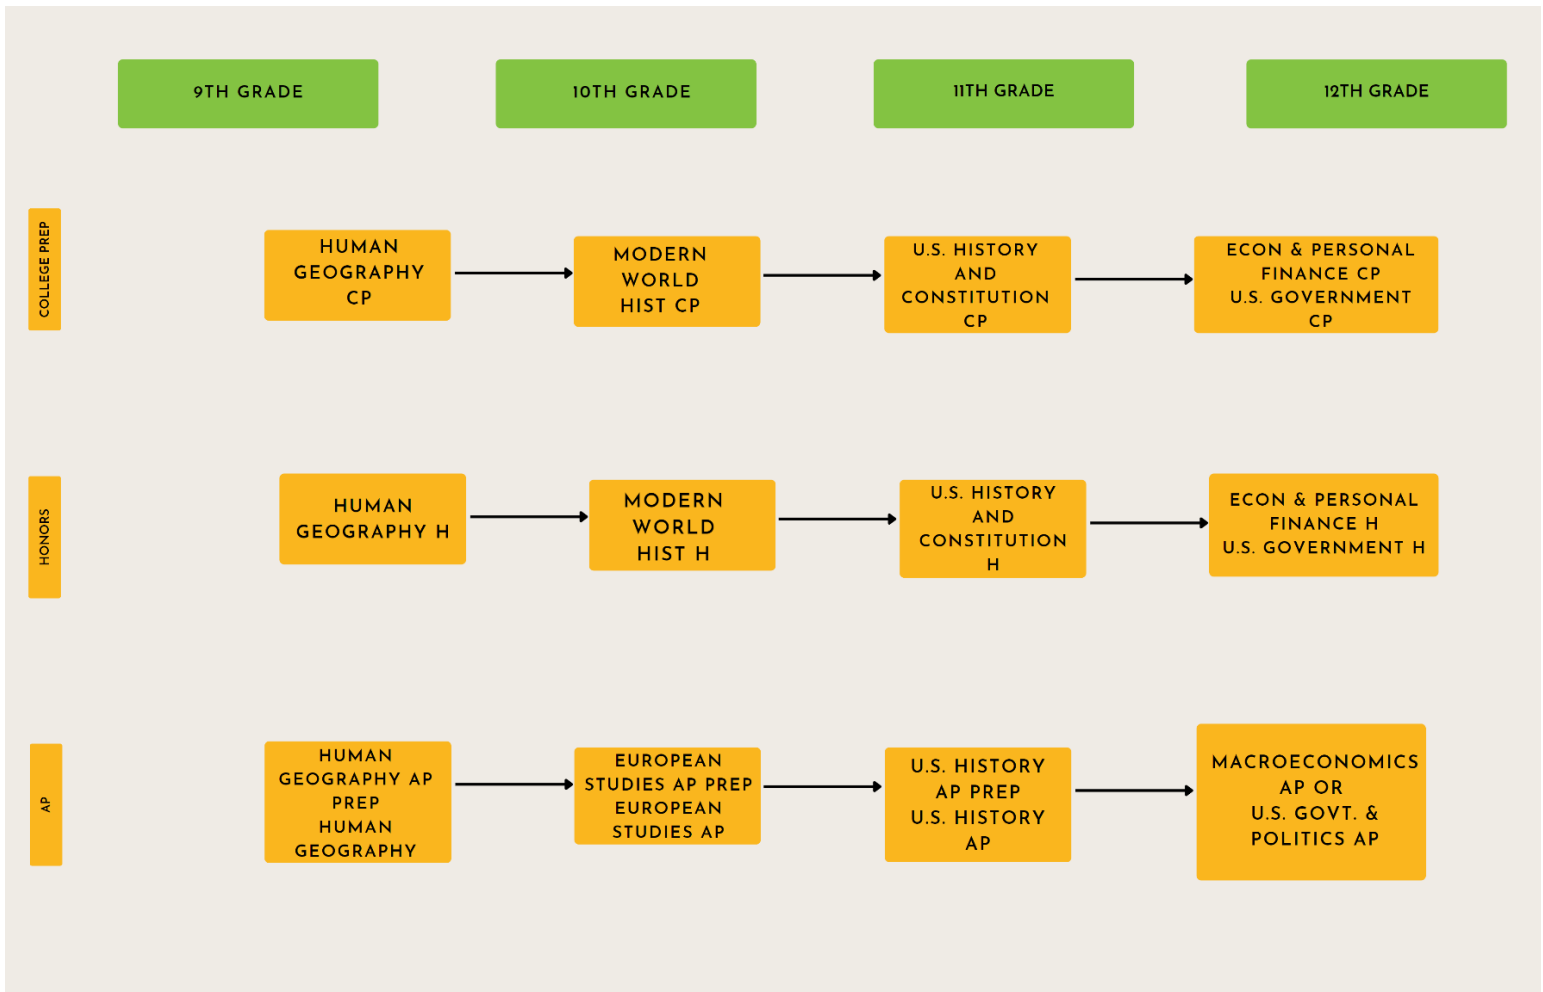 9TH GRADE
10TH GRADE
11TH GRADE
12TH GRADE
COLLEGE PREP
HUMAN
GEOGRAPHY
CP
MODERN
WORLD
HIST CP
U.S. HISTORY
AND
CONSTITUTION
CP
ECON & PERSONAL
FINANCE CP
U.S. GOVERNMENT
CP
HONORS
HUMAN
GEOGRAPHY H
MODERN
WORLD
HIST H
U.S. HISTORY
AND
CONSTITUTION
H
ECON & PERSONAL
FINANCE H
U.S. GOVERNMENT H
AP
HUMAN
GEOGRAPHY AP
PREP
HUMAN
GEOGRAPHY
EUROPEAN
STUDIES AP PREP
EUROPEAN
STUDIES AP
U.S. HISTORY
AP PREP
U.S. HISTORY
AP
MACROECONOMICS
AP OR
U.S. GOVT. &
POLITICS AP